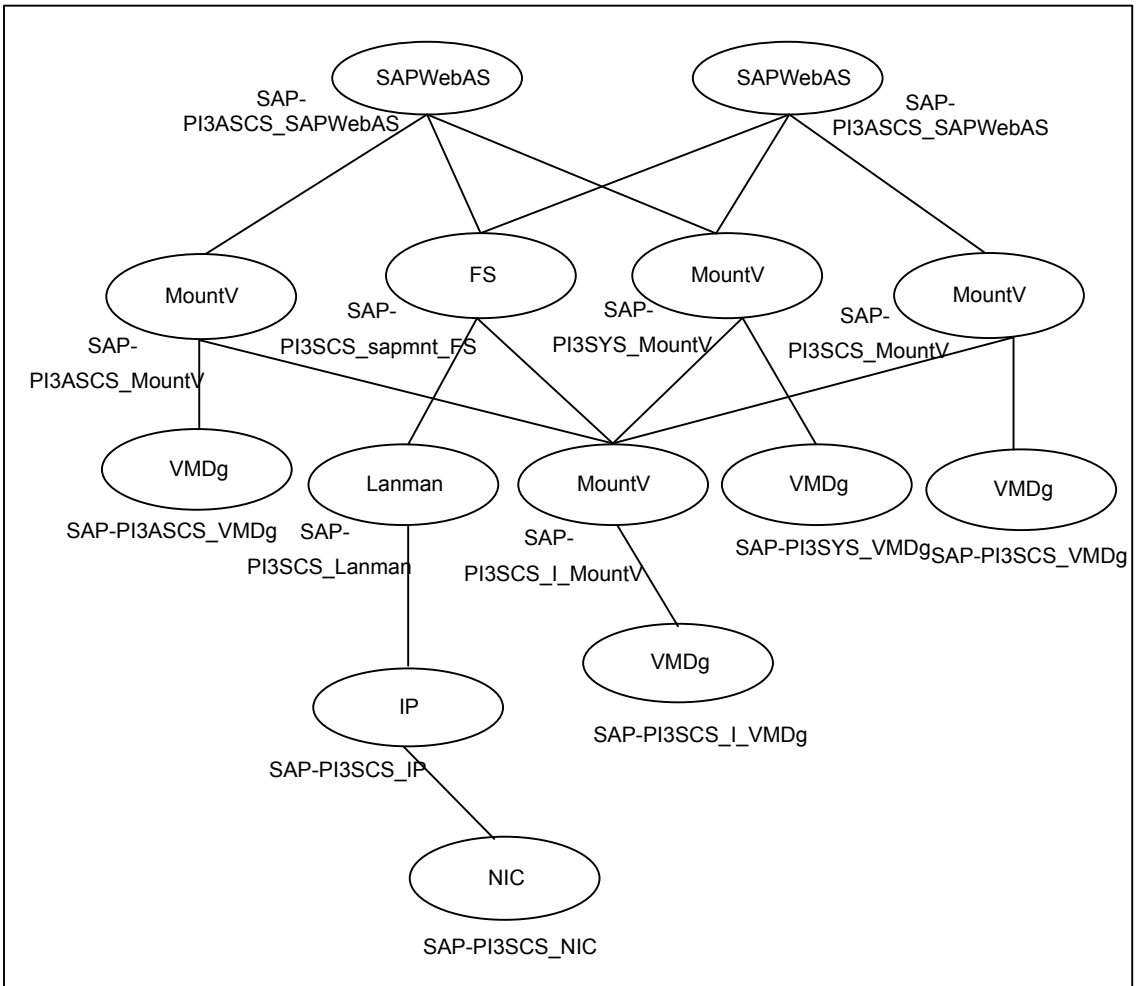 SAPWebAS
SAPWebAS
SAP-
PI3ASCS_SAPWebAS
SAP-
PI3ASCS_SAPWebAS
MountV
FS
MountV
MountV
SAP-
PI3ASCS_MountV
SAP-
PI3SCS_sapmnt_FS
SAP-
PI3SYS_MountV
SAP-
PI3SCS_MountV
VMDg
Lanman
MountV
VMDg
VMDg
SAP-PI3ASCS_VMDg
SAP-
PI3SCS_Lanman
SAP-
PI3SCS_I_MountV
SAP-PI3SYS_VMDg
SAP-PI3SCS_VMDg
VMDg
SAP-PI3SCS_I_VMDg
IP
SAP-PI3SCS_IP
NIC
SAP-PI3SCS_NIC